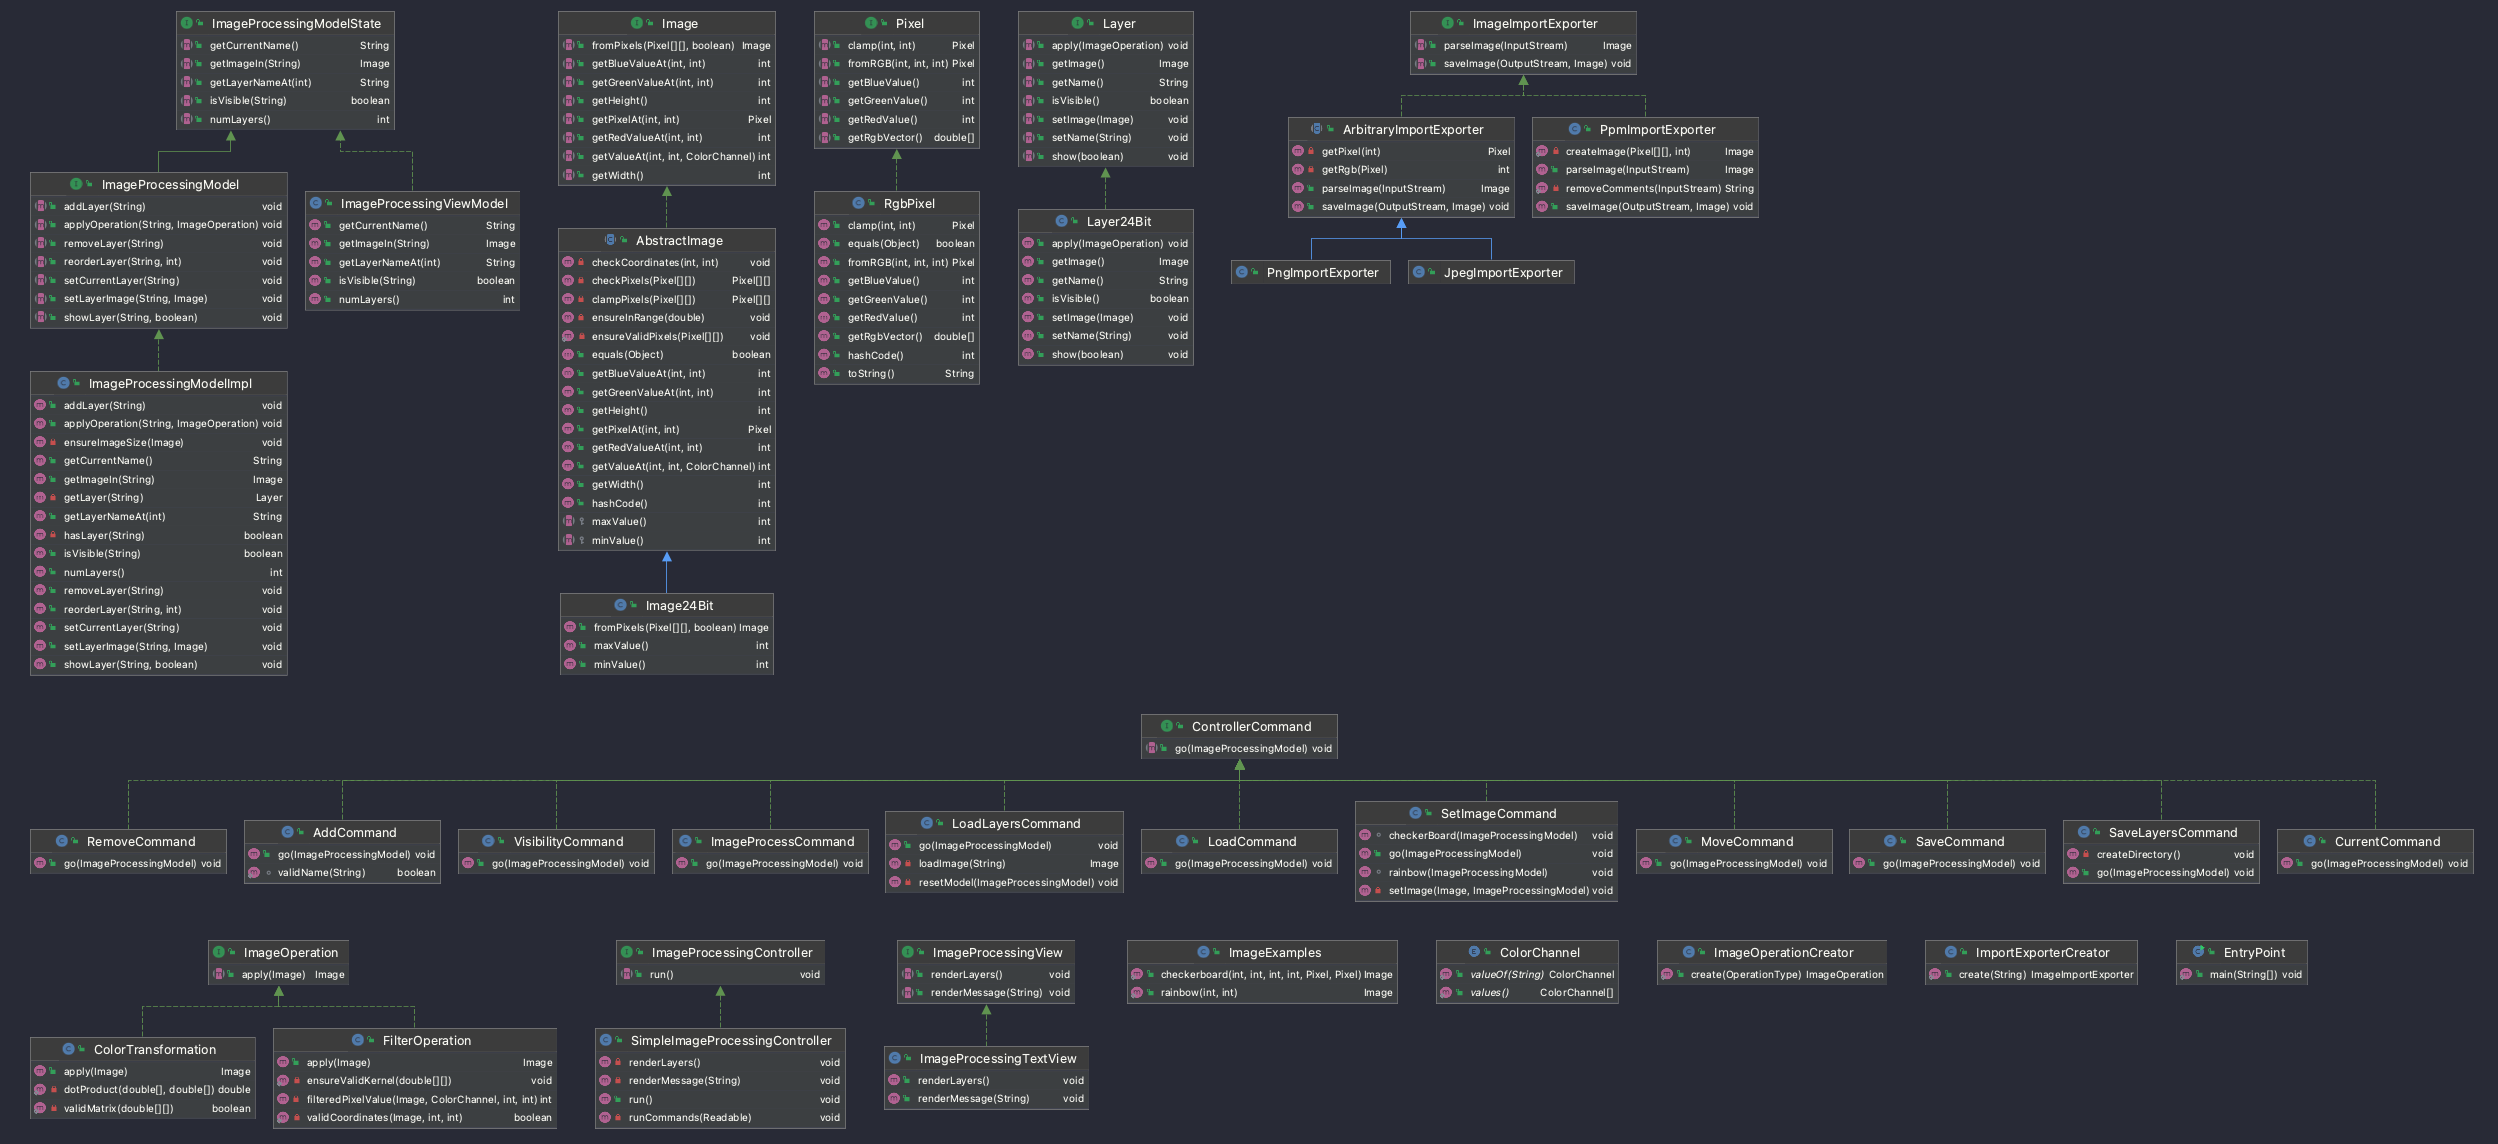 ImageProcessingModelState
getCurrentName() String
getImageIn(String) Image
getLayerNameAt(int) String
isVisible(String) boolean
numLayers() int
ImageProcessingModel
addLayer(String) void
applyOperation(String, ImageOperation) void
removeLayer(String) void
reorderLayer(String, int) void
setCurrentLayer(String) void
setLayerImage(String, Image) void
showLayer(String, boolean) void
ImageProcessingViewModel
getCurrentName() String
getImageIn(String) Image
getLayerNameAt(int) String
isVisible(String) boolean
numLayers() int
ImageProcessingModelImpl
addLayer(String) void
applyOperation(String, ImageOperation) void
ensureImageSize(Image) void
getCurrentName() String
getImageIn(String) Image
getLayer(String) Layer
getLayerNameAt(int) String
hasLayer(String) boolean
isVisible(String) boolean
numLayers() int
removeLayer(String) void
reorderLayer(String, int) void
setCurrentLayer(String) void
setLayerImage(String, Image) void
showLayer(String, boolean) void
Image
fromPixels(Pixel[][], boolean) Image
getBlueValueAt(int, int) int
getGreenValueAt(int, int) int
getHeight() int
getPixelAt(int, int) Pixel
getRedValueAt(int, int) int
getValueAt(int, int, ColorChannel) int
getWidth() int
AbstractImage
checkCoordinates(int, int) void
checkPixels(Pixel[][]) Pixel[][]
clampPixels(Pixel[][]) Pixel[][]
ensureInRange(double) void
ensureValidPixels(Pixel[][]) void
equals(Object) boolean
getBlueValueAt(int, int) int
getGreenValueAt(int, int) int
getHeight() int
getPixelAt(int, int) Pixel
getRedValueAt(int, int) int
getValueAt(int, int, ColorChannel) int
getWidth() int
hashCode() int
maxValue() int
minValue() int
Image24Bit
fromPixels(Pixel[][], boolean) Image
maxValue() int
minValue() int
Pixel
clamp(int, int) Pixel
fromRGB(int, int, int) Pixel
getBlueValue() int
getGreenValue() int
getRedValue() int
getRgbVector() double[]
RgbPixel
clamp(int, int) Pixel
equals(Object) boolean
fromRGB(int, int, int) Pixel
getBlueValue() int
getGreenValue() int
getRedValue() int
getRgbVector() double[]
hashCode() int
toString() String
Layer
apply(ImageOperation) void
getImage() Image
getName() String
isVisible() boolean
setImage(Image) void
setName(String) void
show(boolean) void
Layer24Bit
apply(ImageOperation) void
getImage() Image
getName() String
isVisible() boolean
setImage(Image) void
setName(String) void
show(boolean) void
ImageImportExporter
parseImage(InputStream) Image
saveImage(OutputStream, Image) void
ArbitraryImportExporter
getPixel(int) Pixel
getRgb(Pixel) int
parseImage(InputStream) Image
saveImage(OutputStream, Image) void
PpmImportExporter
createImage(Pixel[][], int) Image
parseImage(InputStream) Image
removeComments(InputStream) String
saveImage(OutputStream, Image) void
PngImportExporter
JpegImportExporter
ControllerCommand
go(ImageProcessingModel) void
RemoveCommand
go(ImageProcessingModel) void
AddCommand
go(ImageProcessingModel) void
validName(String) boolean
VisibilityCommand
go(ImageProcessingModel) void
ImageProcessCommand
go(ImageProcessingModel) void
LoadLayersCommand
go(ImageProcessingModel) void
loadImage(String) Image
resetModel(ImageProcessingModel) void
LoadCommand
go(ImageProcessingModel) void
SetImageCommand
checkerBoard(ImageProcessingModel) void
go(ImageProcessingModel) void
rainbow(ImageProcessingModel) void
setImage(Image, ImageProcessingModel) void
MoveCommand
go(ImageProcessingModel) void
SaveCommand
go(ImageProcessingModel) void
SaveLayersCommand
createDirectory() void
go(ImageProcessingModel) void
CurrentCommand
go(ImageProcessingModel) void
ImageOperation
apply(Image) Image
ColorTransformation
apply(Image) Image
dotProduct(double[], double[]) double
validMatrix(double[][]) boolean
FilterOperation
apply(Image) Image
ensureValidKernel(double[][]) void
filteredPixelValue(Image, ColorChannel, int, int) int
validCoordinates(Image, int, int) boolean
ImageProcessingController
run() void
SimpleImageProcessingController
renderLayers() void
renderMessage(String) void
run() void
runCommands(Readable) void
ImageProcessingView
renderLayers() void
renderMessage(String) void
ImageProcessingTextView
renderLayers() void
renderMessage(String) void
ImageExamples
checkerboard(int, int, int, int, Pixel, Pixel) Image
rainbow(int, int) Image
ColorChannel
valueOf(String) ColorChannel
values() ColorChannel[]
ImageOperationCreator
create(OperationType) ImageOperation
ImportExporterCreator
create(String) ImageImportExporter
EntryPoint
main(String[]) void